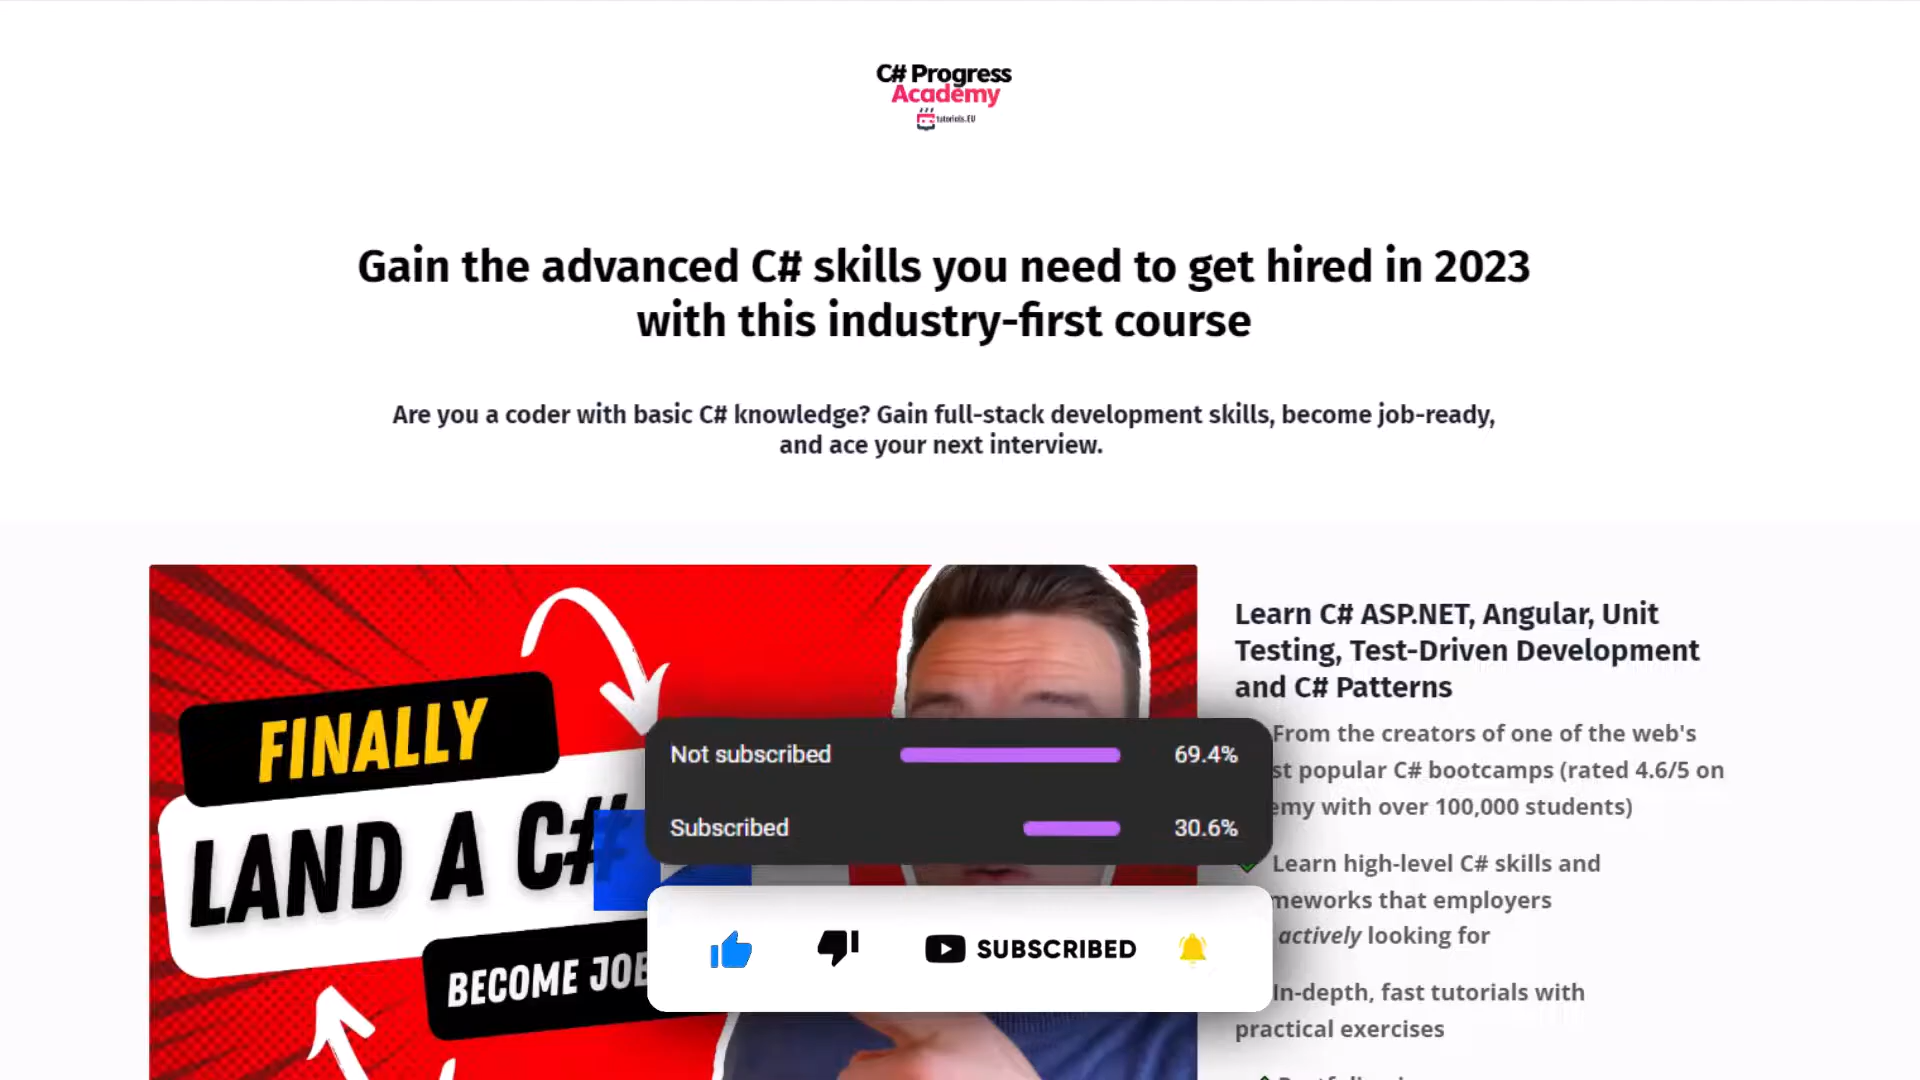 C# Progress
Academy
tutorials.EU
Gain the advanced C# skills you need to get hired in 2023
with this industry-first course
Are you a coder with basic C# knowledge? Gain full-stack development skills, become job-ready,
and ace your next interview.
FINALLY
LAND A C#
BECOME JOB
Not subscribed 69.4%
Subscribed 30.6%
SUBSCRIBED
Learn C# ASP.NET, Angular, Unit
Testing, Test-Driven Development
and C# Patterns
From the creators of one of the web's
popular C# bootcamps (rated 4.6/5 on
with over 100,000 students)
Learn high-level C# skills and
that employers
actively looking for
In-depth, fast tutorials with
practical exercises